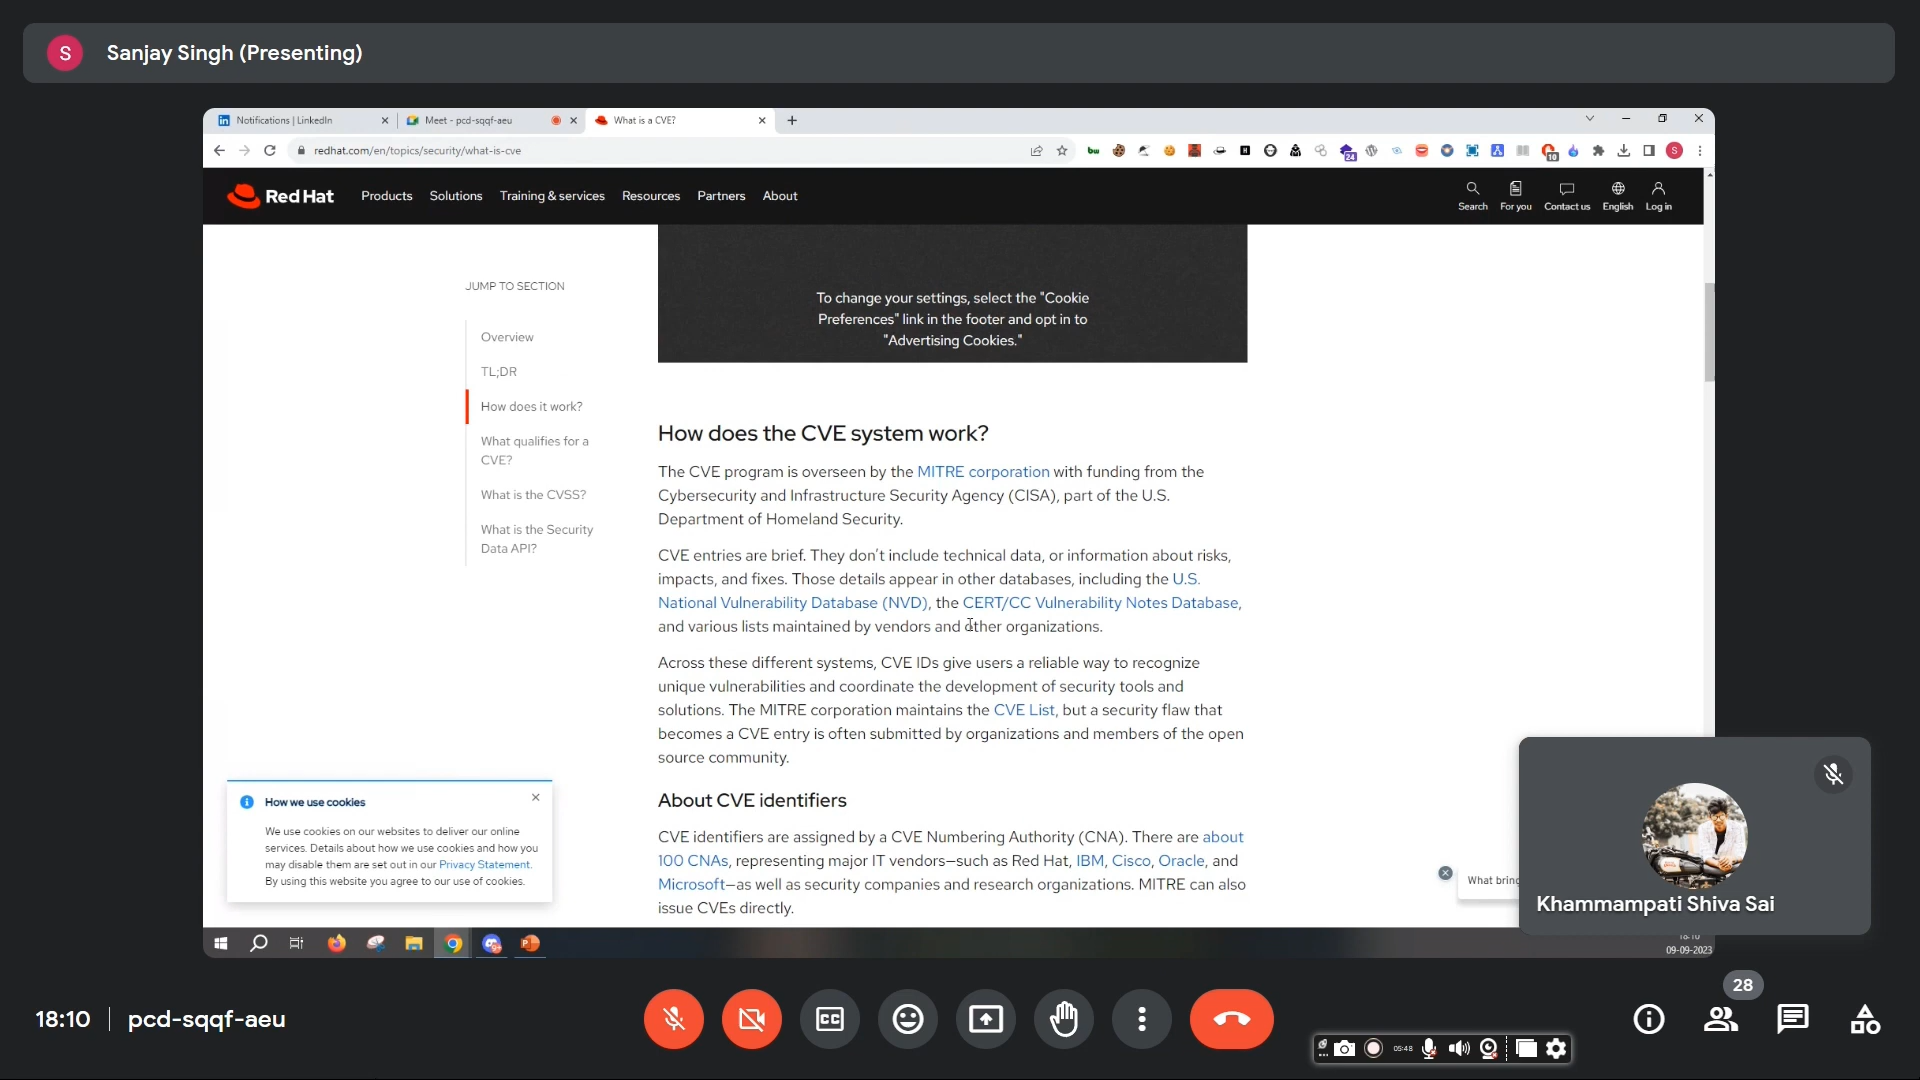 S Sanjay Singh (Presenting)
Notifications | LinkedIn
Meet - pcd-sqqf-aeu
What is a CVE?
redhat.com/en/topics/security/what-is-cve
24
10
S
Red Hat
Products Solutions Training & services Resources Partners About
Search For you Contact us English Log in
To change your settings, select the "Cookie
Preferences" link in the footer and opt in to
"Advertising Cookies."
JUMP TO SECTION
Overview
TL;DR
How does it work?
What qualifies for a
CVE?
What is the CVSS?
What is the Security
Data API?
How does the CVE system work?
The CVE program is overseen by the MITRE corporation with funding from the
Cybersecurity and Infrastructure Security Agency (CISA), part of the U.S.
Department of Homeland Security.
CVE entries are brief. They don’t include technical data, or information about risks,
impacts, and fixes. Those details appear in other databases, including the U.S.
National Vulnerability Database (NVD), the CERT/CC Vulnerability Notes Database,
and various lists maintained by vendors and other organizations.
Across these different systems, CVE IDs give users a reliable way to recognize
unique vulnerabilities and coordinate the development of security tools and
solutions. The MITRE corporation maintains the CVE List, but a security flaw that
becomes a CVE entry is often submitted by organizations and members of the open
source community.
About CVE identifiers
CVE identifiers are assigned by a CVE Numbering Authority (CNA). There are about
100 CNAs, representing major IT vendors—such as Red Hat, IBM, Cisco, Oracle, and
Microsoft—as well as security companies and research organizations. MITRE can also
issue CVEs directly.
How we use cookies
We use cookies on our websites to deliver our online
services. Details about how we use cookies and how you
may disable them are set out in our Privacy Statement.
By using this website you agree to our use of cookies.
What bring
Khammampati Shiva Sai
18:10
09-09-2023
18:10 | pcd-sqqf-aeu
CC
28
05:48